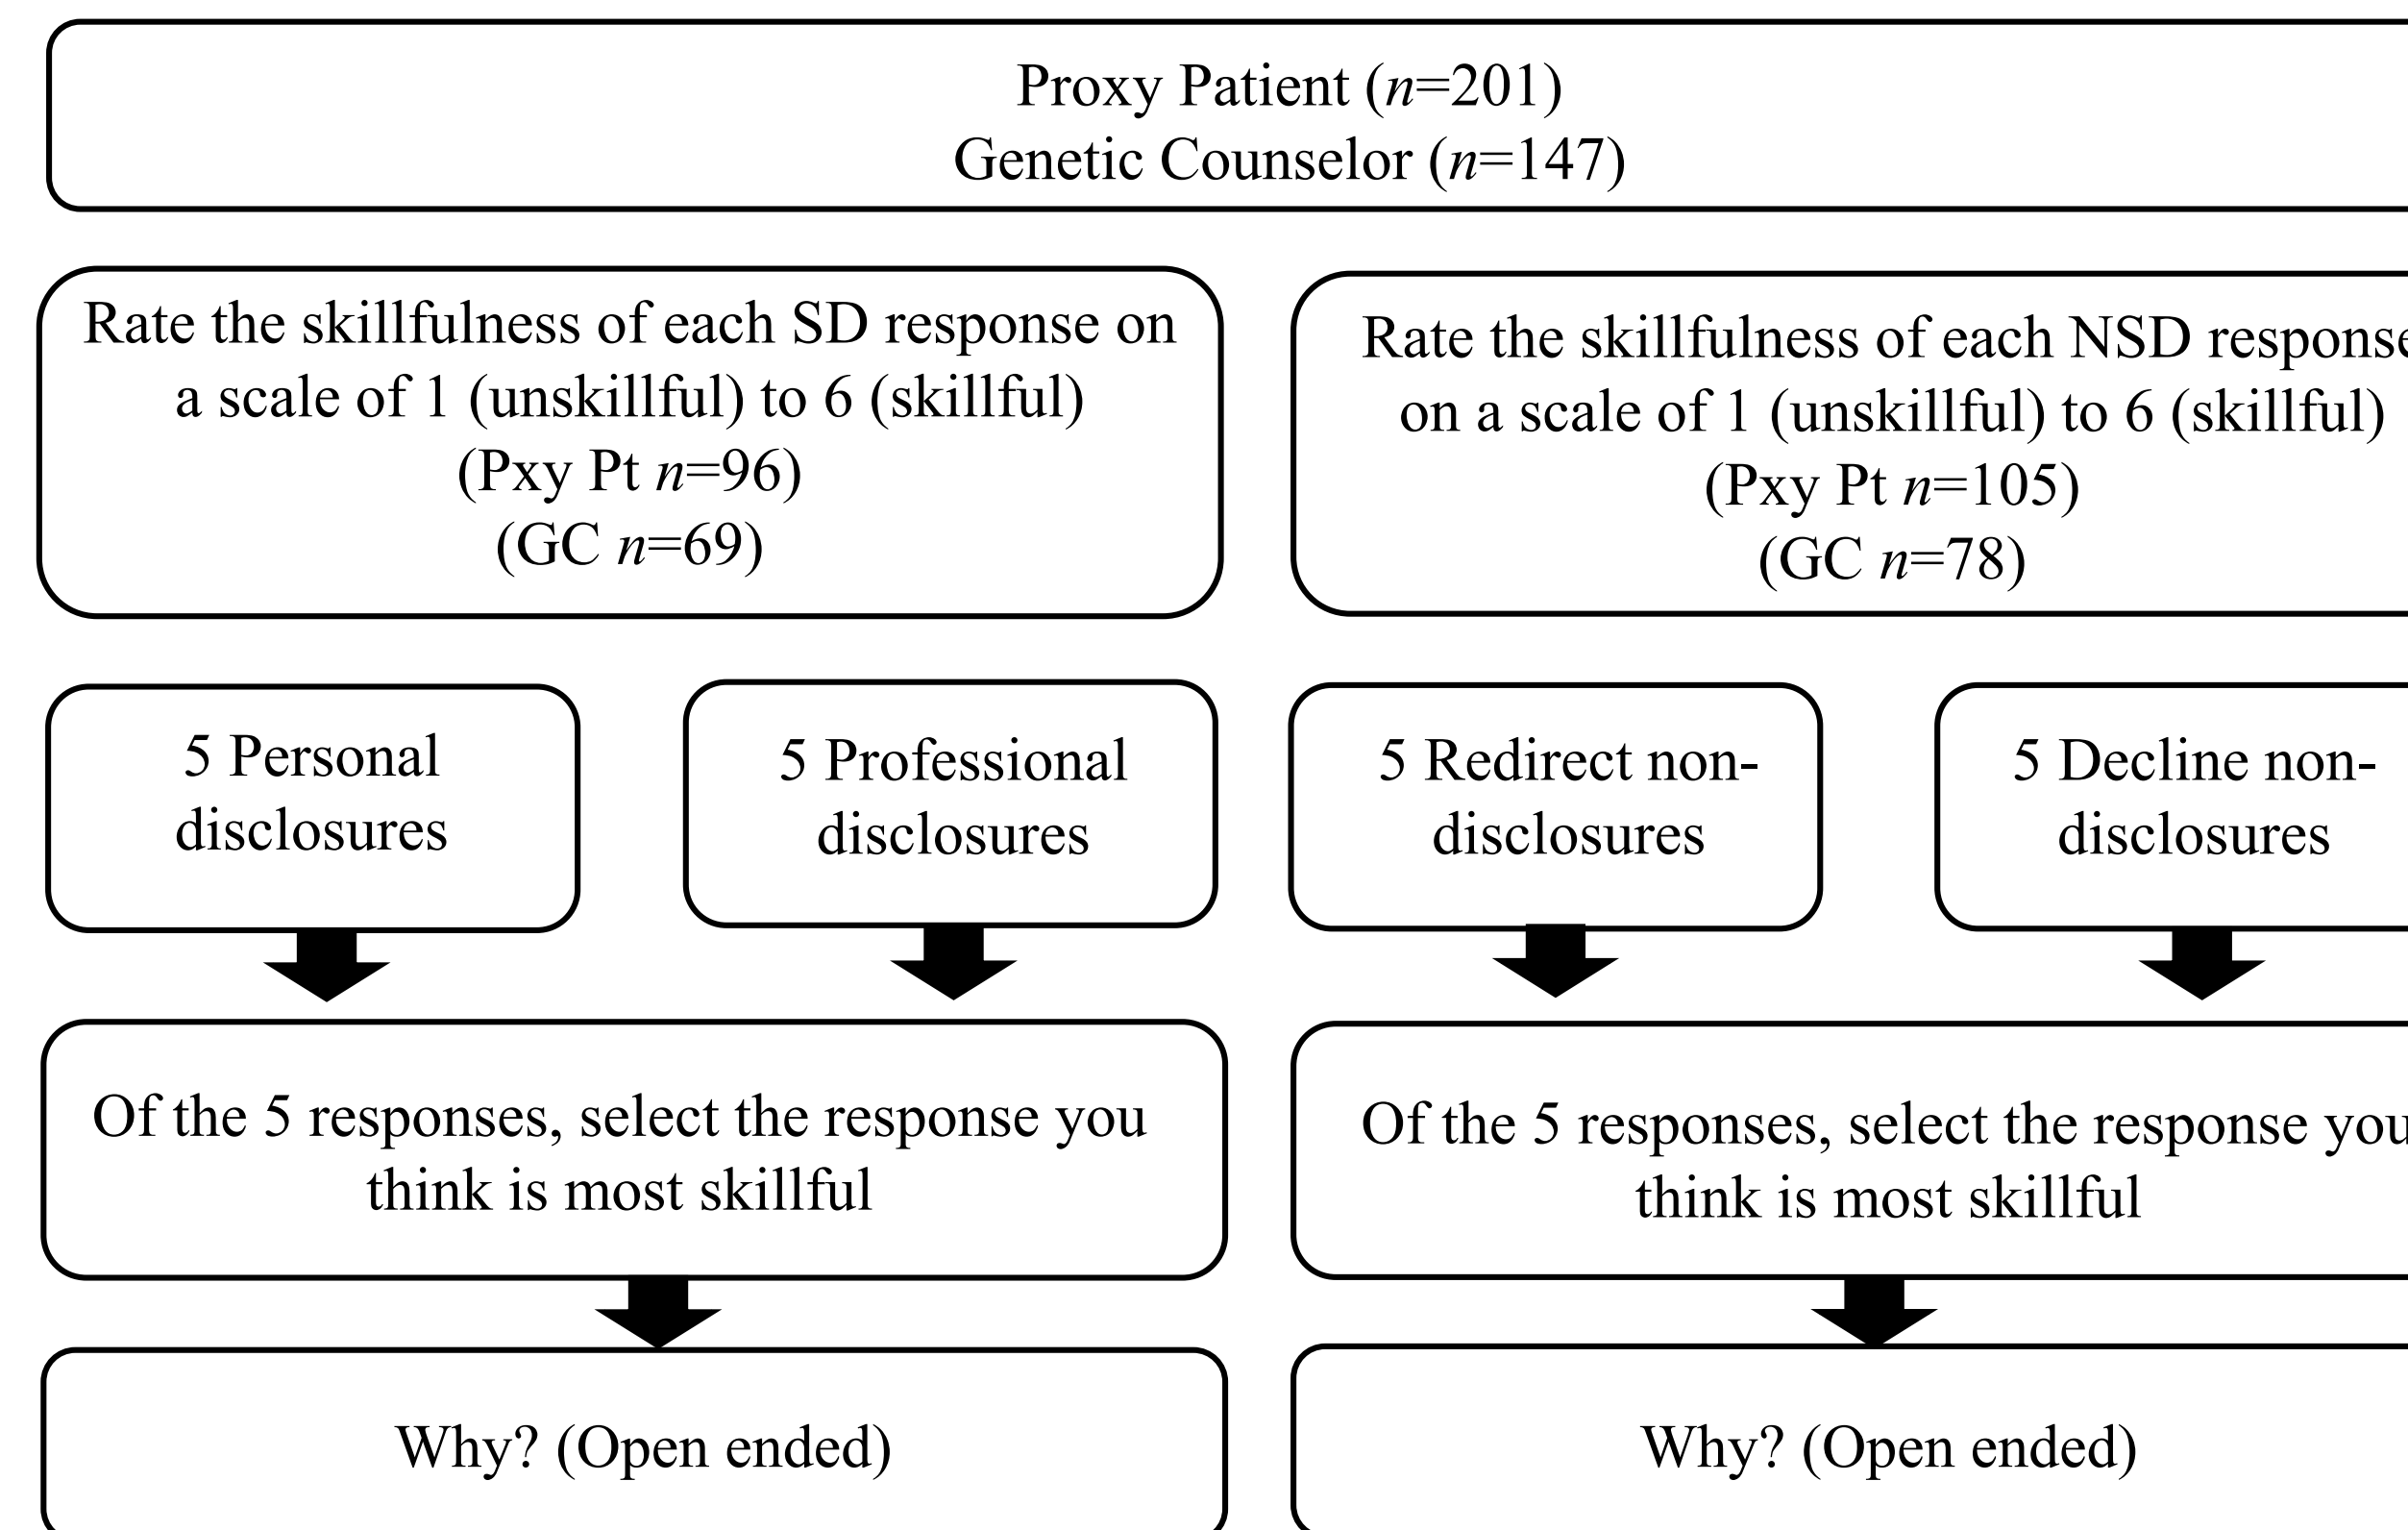 Proxy Patient (n=201)
Genetic Counselor (n=147)
Rate the skillfulness of each SD response on
a scale of 1 (unskillful) to 6 (skillful)
(Pxy Pt n=96)
(GC n=69)
Rate the skillfulness of each NSD response
on a scale of 1 (unskillful) to 6 (skillful)
(Pxy Pt n=105)
(GC n=78)
5 Personal
disclosures
5 Professional
disclosures
5 Redirect non-
disclosures
5 Decline non-
disclosures
Of the 5 responses, select the response you
think is most skillful
Of the 5 responses, select the response you
think is most skillful
Why? (Open ended)
Why? (Open ended)